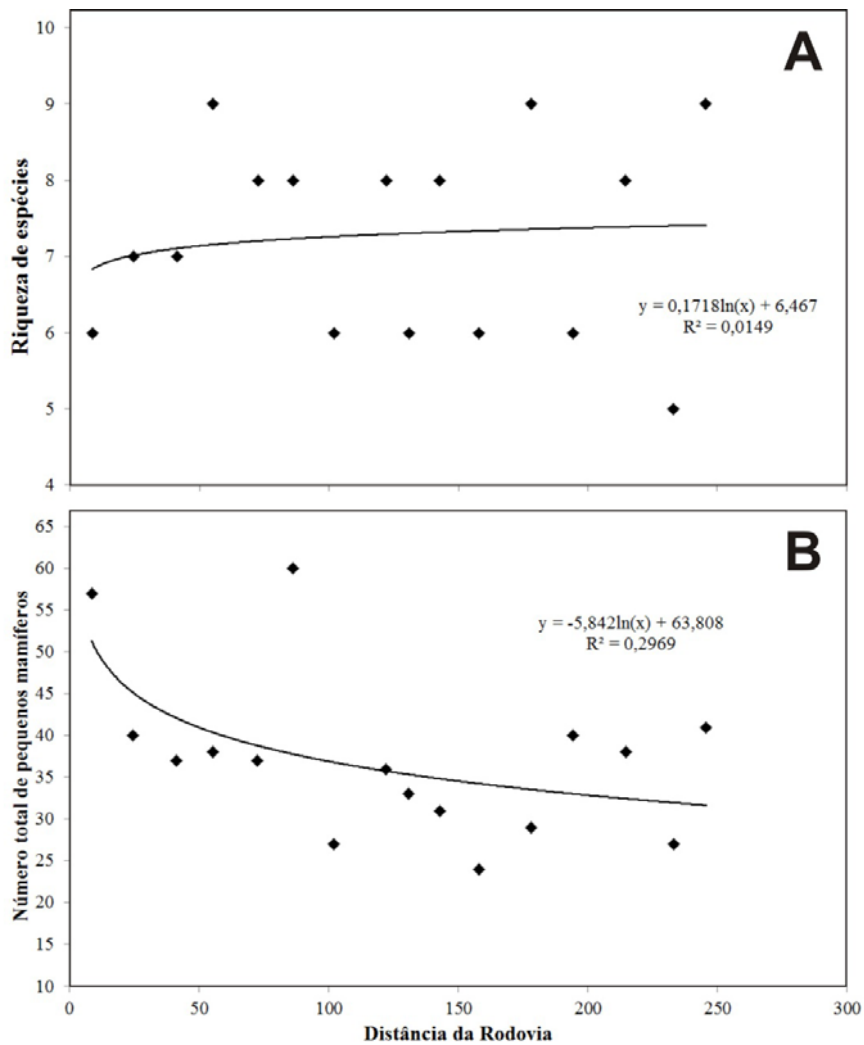 A
10
9
8
7
6
5
4
Riqueza de espécies
y = 0,1718ln(x) + 6,467
R² = 0,0149
B
65
60
55
50
45
40
35
30
25
20
15
10
Número total de pequenos mamíferos
y = -5,842ln(x) + 63,808
R² = 0,2969
0 50 100 150 200 250 300
Distância da Rodovia